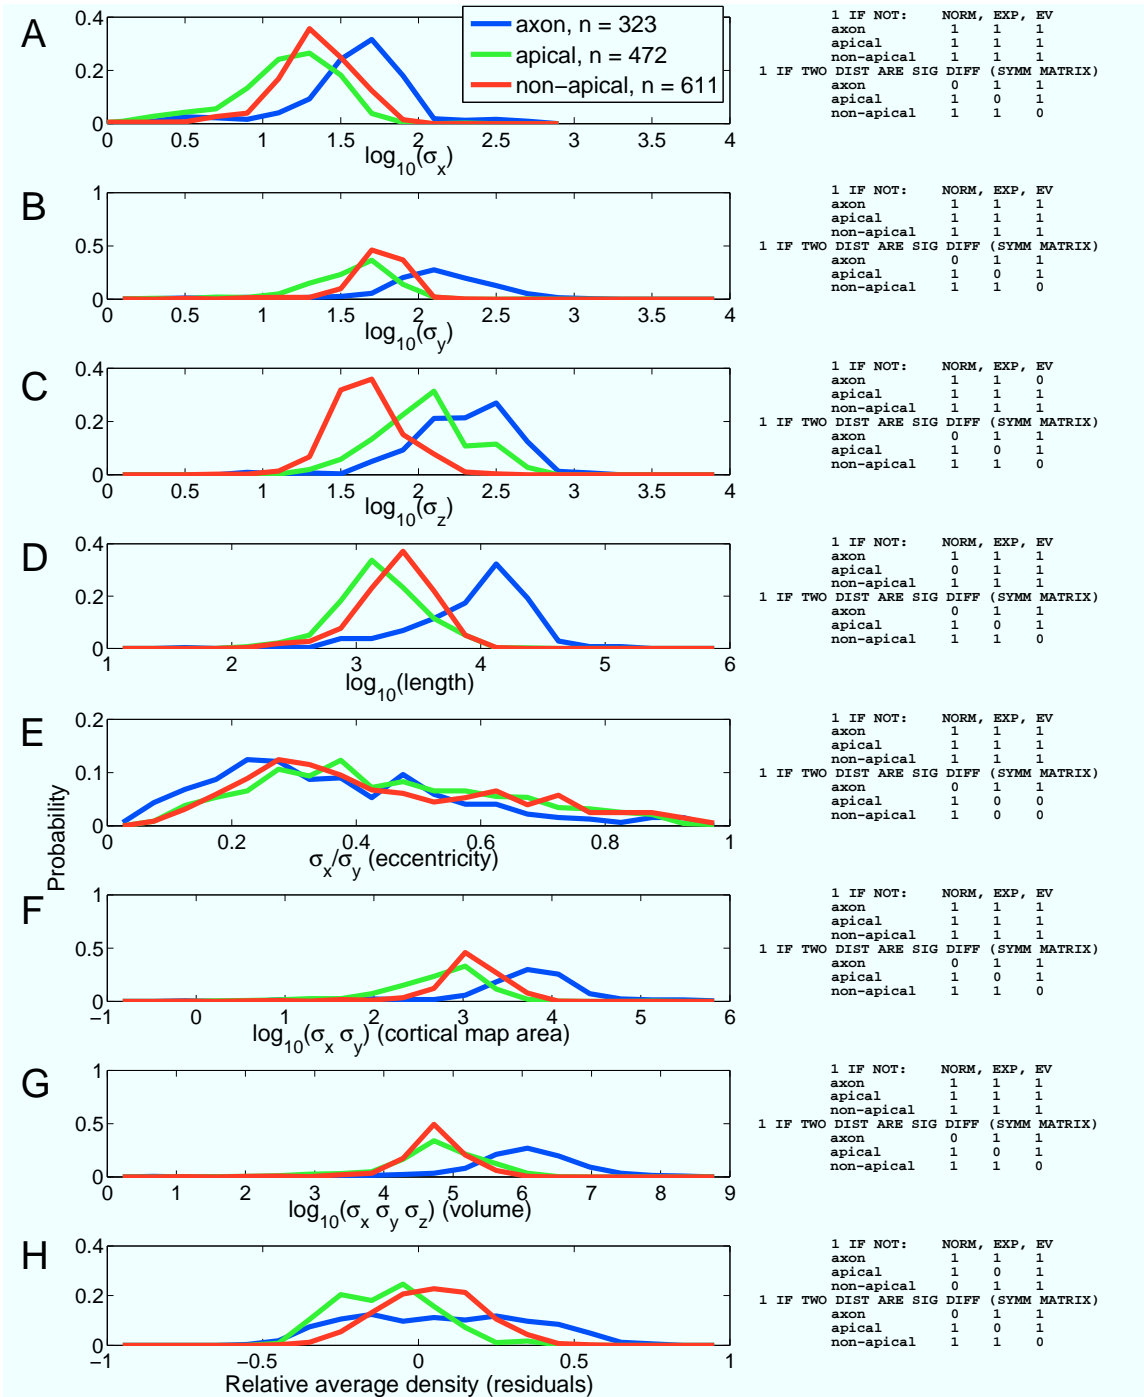 A
0.4
0.2
0
0 0.5 1 1.5 2 2.5 3 3.5 4
log10(σx)
axon, n = 323
apical, n = 472
non−apical, n = 611
1 IF NOT: NORM, EXP, EV
axon 1 1 1
apical 1 1 1
non-apical 1 1 1
1 IF TWO DIST ARE SIG DIFF (SYMM MATRIX)
axon 0 1 1
apical 1 0 1
non-apical 1 1 0
B
1
0.5
0
0 0.5 1 1.5 2 2.5 3 3.5 4
log10(σy)
1 IF NOT: NORM, EXP, EV
axon 1 1 1
apical 1 1 1
non-apical 1 1 1
1 IF TWO DIST ARE SIG DIFF (SYMM MATRIX)
axon 0 1 1
apical 1 0 1
non-apical 1 1 0
C
0.4
0.2
0
0 0.5 1 1.5 2 2.5 3 3.5 4
log10(σz)
1 IF NOT: NORM, EXP, EV
axon 1 1 0
apical 1 1 1
non-apical 1 1 1
1 IF TWO DIST ARE SIG DIFF (SYMM MATRIX)
axon 0 1 1
apical 1 0 1
non-apical 1 1 0
D
0.4
0.2
0
1 2 3 4 5 6
log10(length)
1 IF NOT: NORM, EXP, EV
axon 1 1 1
apical 0 1 1
non-apical 1 1 1
1 IF TWO DIST ARE SIG DIFF (SYMM MATRIX)
axon 0 1 1
apical 1 0 1
non-apical 1 1 0
E
0.2
0.1
0
0 0.2 0.4 0.6 0.8 1
σx/σy (eccentricity)
Probability
1 IF NOT: NORM, EXP, EV
axon 1 1 1
apical 1 1 1
non-apical 1 1 1
1 IF TWO DIST ARE SIG DIFF (SYMM MATRIX)
axon 0 1 1
apical 1 0 0
non-apical 1 0 0
F
1
0.5
0
−1 0 1 2 3 4 5 6
log10(σx σy) (cortical map area)
1 IF NOT: NORM, EXP, EV
axon 1 1 1
apical 1 1 1
non-apical 1 1 1
1 IF TWO DIST ARE SIG DIFF (SYMM MATRIX)
axon 0 1 1
apical 1 0 1
non-apical 1 1 0
G
1
0.5
0
0 1 2 3 4 5 6 7 8 9
log10(σx σy σz) (volume)
1 IF NOT: NORM, EXP, EV
axon 1 1 1
apical 1 1 1
non-apical 1 1 1
1 IF TWO DIST ARE SIG DIFF (SYMM MATRIX)
axon 0 1 1
apical 1 0 1
non-apical 1 1 0
H
0.4
0.2
0
−1 −0.5 0 0.5 1
Relative average density (residuals)
1 IF NOT: NORM, EXP, EV
axon 1 1 1
apical 1 0 1
non-apical 0 1 1
1 IF TWO DIST ARE SIG DIFF (SYMM MATRIX)
axon 0 1 1
apical 1 0 1
non-apical 1 1 0